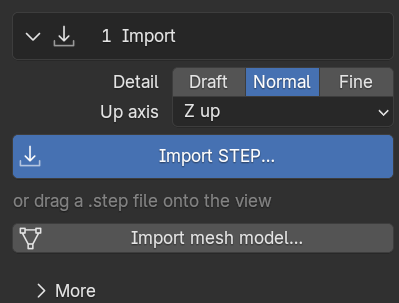 1 Import
Detail Draft Normal Fine
Up axis Z up
Import STEP...
or drag a .step file onto the view
Import mesh model...
More